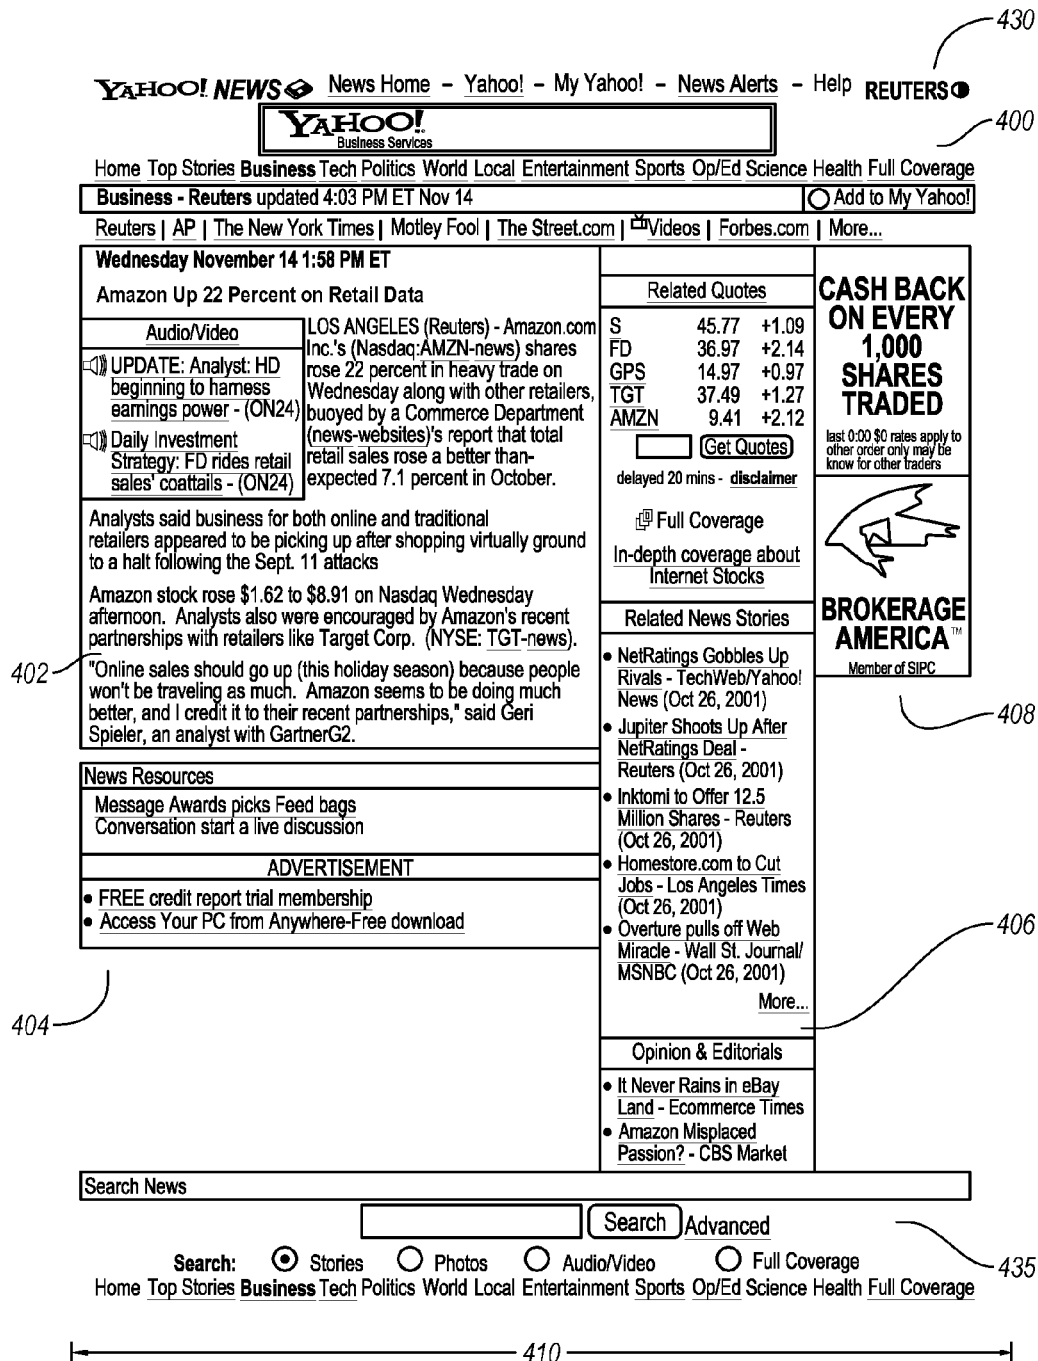 430
YAHOO! NEWS News Home – Yahoo! – My Yahoo! – News Alerts – Help REUTERS
YAHOO!
Business Services
400
Home Top Stories Business Tech Politics World Local Entertainment Sports Op/Ed Science Health Full Coverage
Business - Reuters updated 4:03 PM ET Nov 14
Add to My Yahoo!
Reuters | AP | The New York Times | Motley Fool | The Street.com | Videos | Forbes.com | More...
Wednesday November 14 1:58 PM ET
Amazon Up 22 Percent on Retail Data
Audio/Video
UPDATE: Analyst: HD
beginning to harness
earnings power - (ON24)
Daily Investment
Strategy: FD rides retail
sales' coattails - (ON24)
LOS ANGELES (Reuters) - Amazon.com
Inc.'s (Nasdaq:AMZN-news) shares
rose 22 percent in heavy trade on
Wednesday along with other retailers,
buoyed by a Commerce Department
(news-websites)'s report that total
retail sales rose a better than-
expected 7.1 percent in October.
Analysts said business for both online and traditional
retailers appeared to be picking up after shopping virtually ground
to a halt following the Sept. 11 attacks
Amazon stock rose $1.62 to $8.91 on Nasdaq Wednesday
afternoon. Analysts also were encouraged by Amazon's recent
partnerships with retailers like Target Corp. (NYSE: TGT-news).
402
"Online sales should go up (this holiday season) because people
won't be traveling as much. Amazon seems to be doing much
better, and I credit it to their recent partnerships," said Geri
Spieler, an analyst with GartnerG2.
News Resources
Message Awards picks Feed bags
Conversation start a live discussion
ADVERTISEMENT
• FREE credit report trial membership
• Access Your PC from Anywhere-Free download
404
Related Quotes
S 45.77 +1.09
FD 36.97 +2.14
GPS 14.97 +0.97
TGT 37.49 +1.27
AMZN 9.41 +2.12
Get Quotes
delayed 20 mins - disclaimer
Full Coverage
In-depth coverage about
Internet Stocks
Related News Stories
• NetRatings Gobbles Up
Rivals - TechWeb/Yahoo!
News (Oct 26, 2001)
• Jupiter Shoots Up After
NetRatings Deal -
Reuters (Oct 26, 2001)
• Inktomi to Offer 12.5
Million Shares - Reuters
(Oct 26, 2001)
• Homestore.com to Cut
Jobs - Los Angeles Times
(Oct 26, 2001)
• Overture pulls off Web
Miracle - Wall St. Journal/
MSNBC (Oct 26, 2001)
More...
406
Opinion & Editorials
• It Never Rains in eBay
Land - Ecommerce Times
• Amazon Misplaced
Passion? - CBS Market
CASH BACK
ON EVERY
1,000
SHARES
TRADED
last 0:00 $0 rates apply to
other order only may be
know for other traders
BROKERAGE
AMERICA™
Member of SIPC
408
Search News
Search Advanced
Search: Stories Photos Audio/Video Full Coverage
435
Home Top Stories Business Tech Politics World Local Entertainment Sports Op/Ed Science Health Full Coverage
410